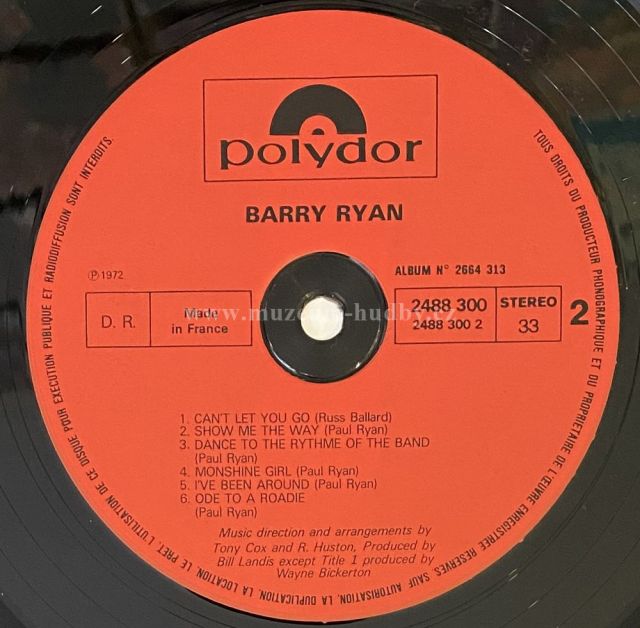 polydor
BARRY RYAN
℗ 1972
ALBUM N° 2664 313
D. R.
Made
in France
2488 300
2488 300 2
STEREO
33
2
www.muzeum-hudby.cz
1. CAN'T LET YOU GO (Russ Ballard)
2. SHOW ME THE WAY (Paul Ryan)
3. DANCE TO THE RYTHME OF THE BAND
(Paul Ryan)
4. MONSHINE GIRL (Paul Ryan)
5. I'VE BEEN AROUND (Paul Ryan)
6. ODE TO A ROADIE
(Paul Ryan)
Music direction and arrangements by
Tony Cox and R. Huston, Produced by
Bill Landis except Title 1 produced by
Wayne Bickerton
TOUS DROITS DU PRODUCTEUR PHONOGRAPHIQUE ET DU PROPRIETAIRE DE L'ŒUVRE ENREGISTREE RESERVES. SAUF AUTORISATION, LA DUPLICATION, LA LOCATION, LE PRET, L'UTILISATION DE CE DISQUE POUR EXECUTION PUBLIQUE ET RADIODIFFUSION SONT INTERDITS.